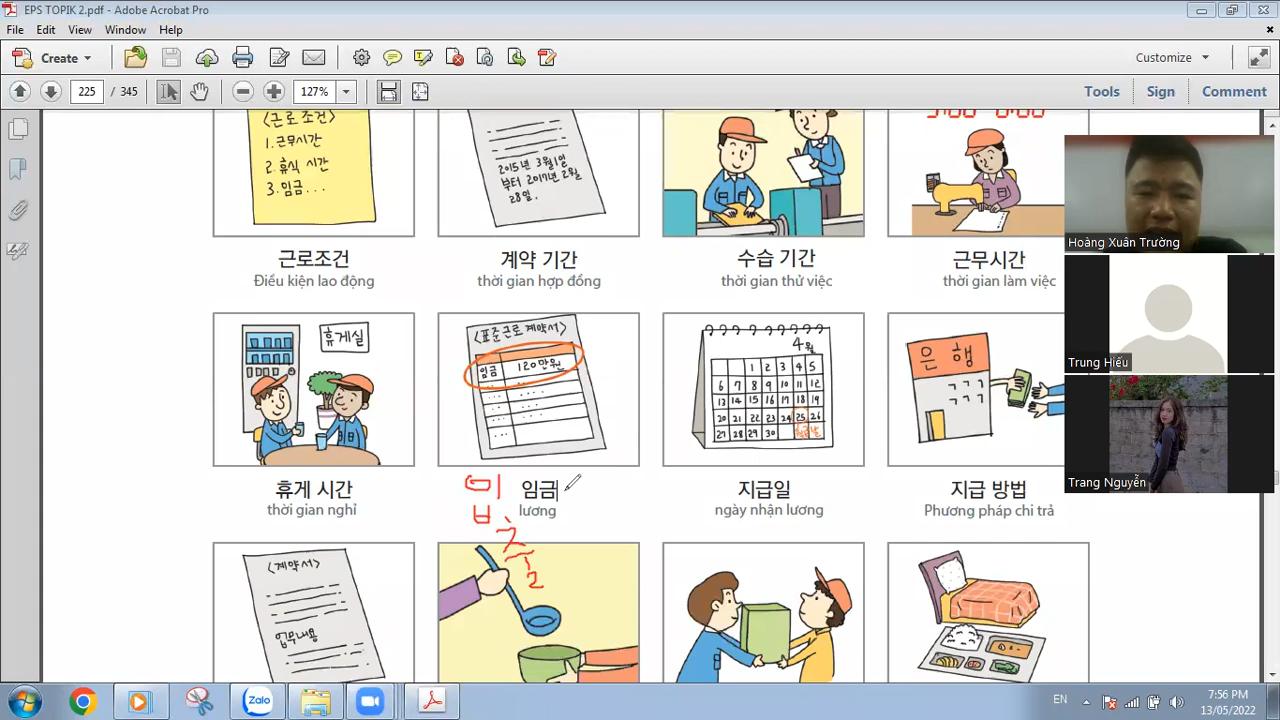 EPS TOPIK 2.pdf - Adobe Acrobat Pro
File Edit View Window Help
Create
Customize
225 / 345
127%
Tools Sign Comment
<근로조건>
1. 근무시간
2. 휴식 시간
3. 임금...
2015년 3월 1일
부터 2017년 2월
28일.
근로조건
Điều kiện lao động
계약 기간
thời gian hợp đồng
수습 기간
thời gian thử việc
근무시간
thời gian làm việc
Hoàng Xuân Trường
Trung Hiếu
Trang Nguyễn
휴게실
<표준 근로 계약서>
임금 120만원
4월
1 2 3 4 5
6 7 8 9 10 11 12
13 14 15 16 17 18 19
20 21 22 23 24 25 26
27 28 29 30
은행
ㄱㄱㄱㄱ
ㄱㄱㄱ
휴게 시간
thời gian nghỉ
임금
lương
지급일
ngày nhận lương
지급 방법
Phương pháp chi trả
<계약서>
업무내용
Zalo
EN
7:56 PM
13/05/2022